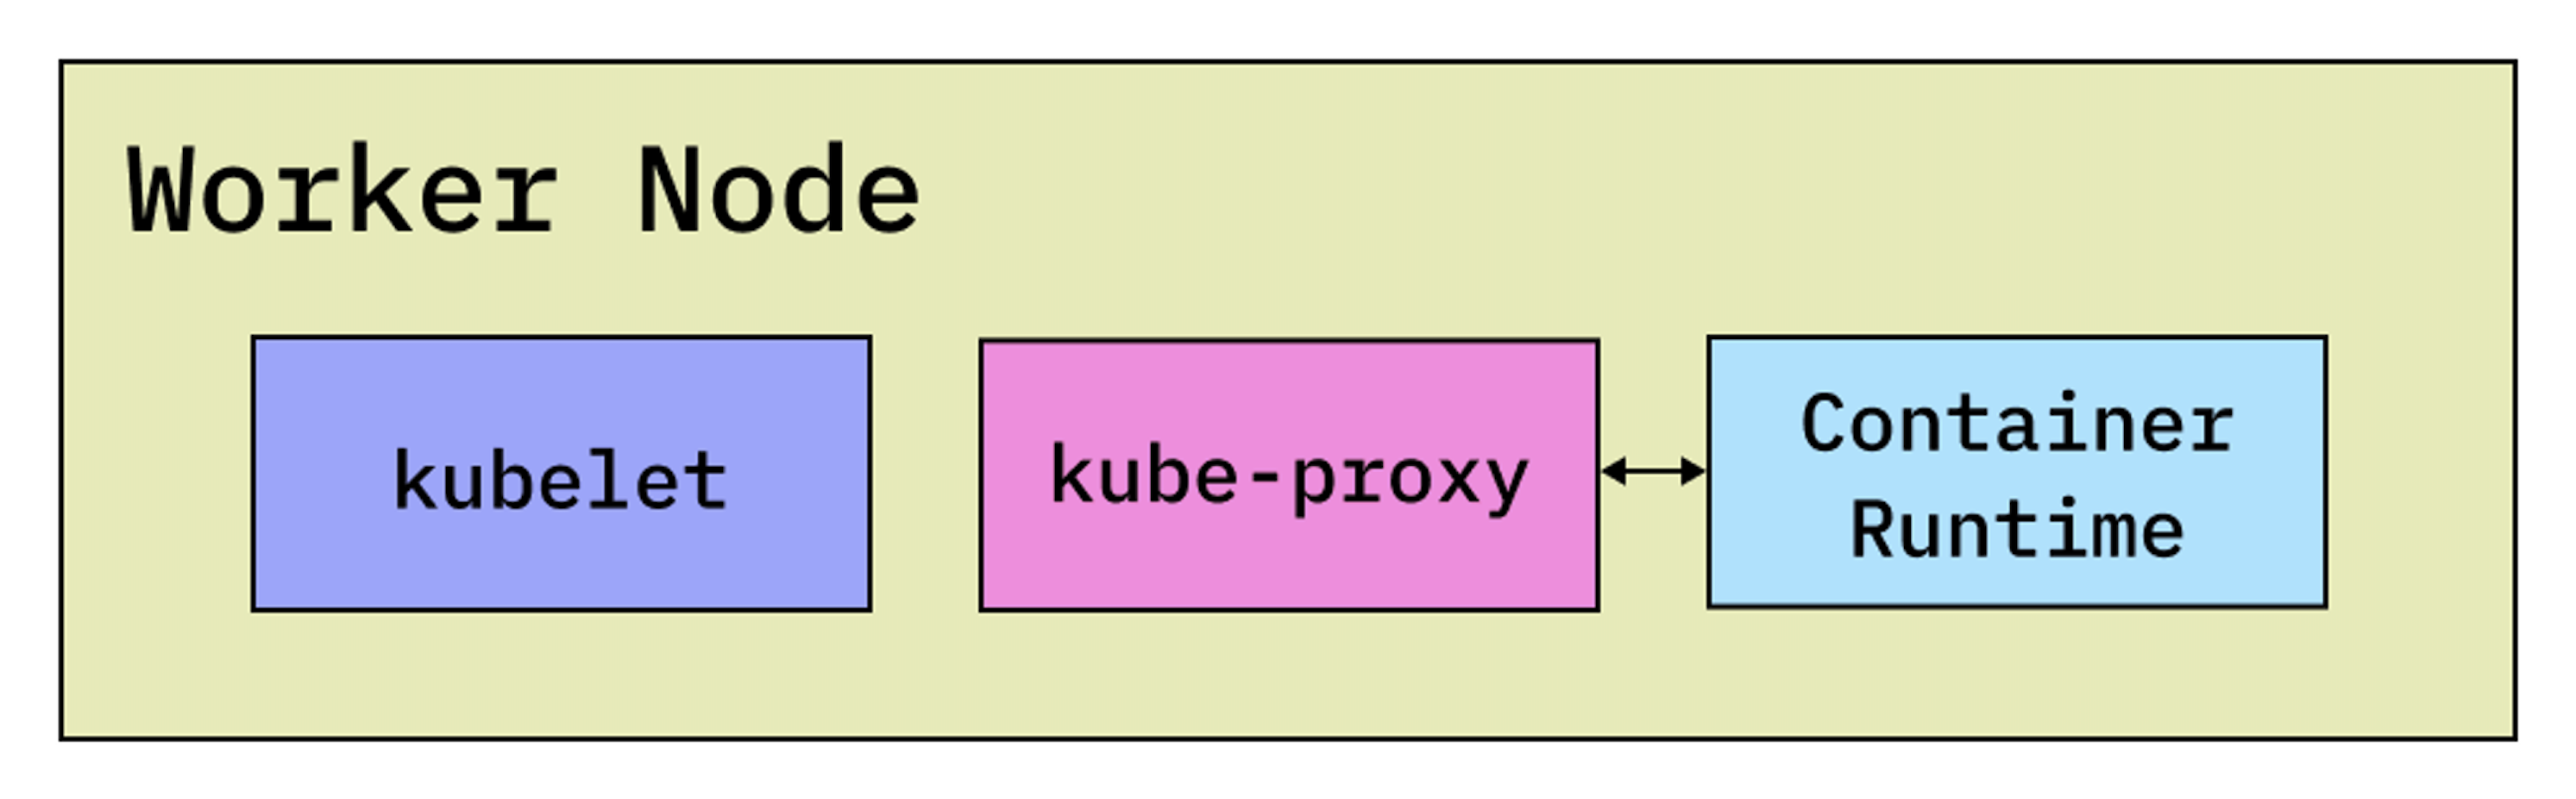 Worker Node
kubelet
kube-proxy
Container
Runtime